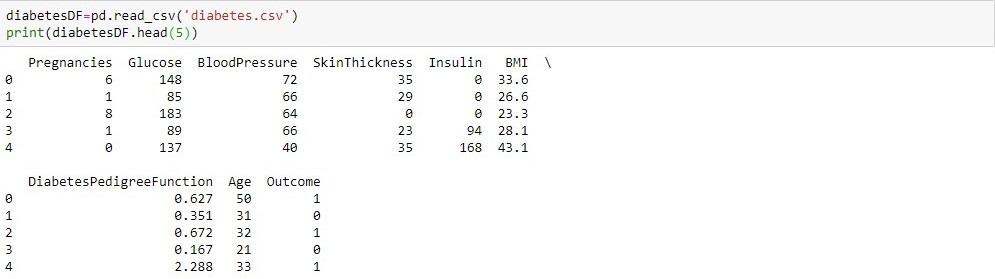 diabetesDF=pd.read_csv('diabetes.csv')
print(diabetesDF.head(5))
   Pregnancies  Glucose  BloodPressure  SkinThickness  Insulin   BMI  \
0            6      148             72             35        0  33.6
1            1       85             66             29        0  26.6
2            8      183             64              0        0  23.3
3            1       89             66             23       94  28.1
4            0      137             40             35      168  43.1
   DiabetesPedigreeFunction  Age  Outcome
0                     0.627   50        1
1                     0.351   31        0
2                     0.672   32        1
3                     0.167   21        0
4                     2.288   33        1